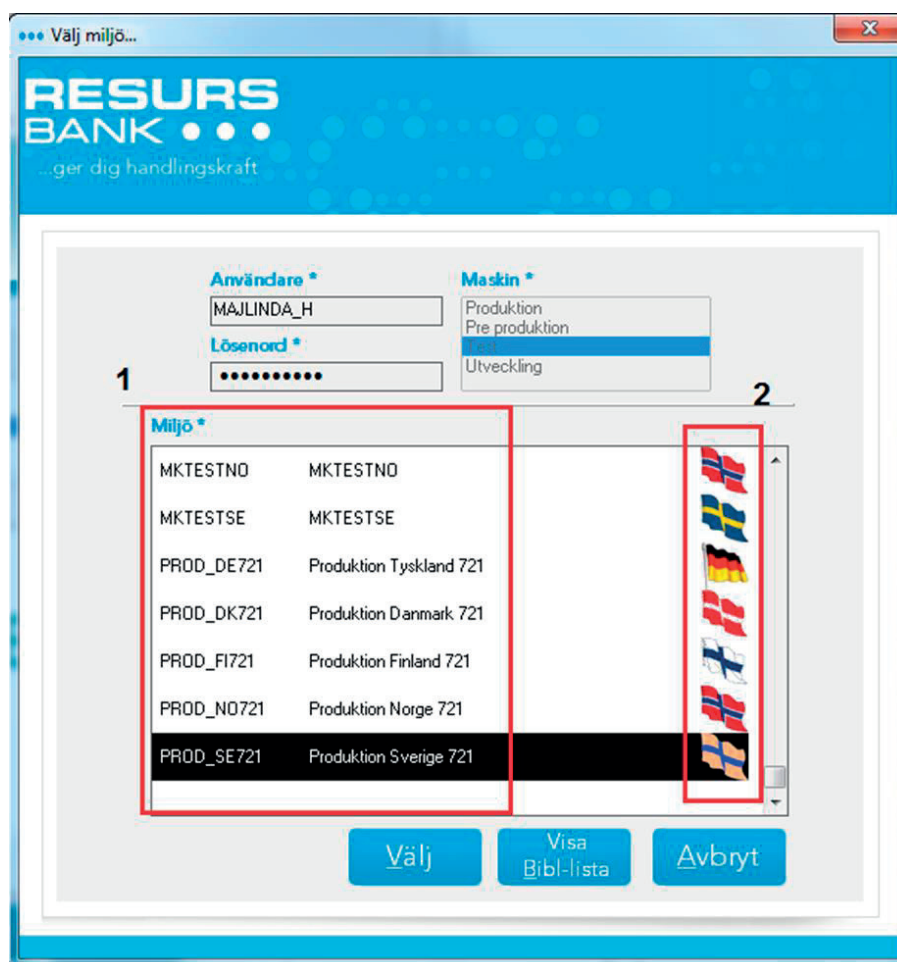 Välj miljö...
RESURS
BANK
...ger dig handlingskraft
Användare *
MAJLINDA_H
Lösenord *
Maskin *
Produktion
Pre produktion
Test
Utveckling
1
2
Miljö *
MKTESTNO MKTESTNO
MKTESTSE MKTESTSE
PROD_DE721 Produktion Tyskland 721
PROD_DK721 Produktion Danmark 721
PROD_FI721 Produktion Finland 721
PROD_NO721 Produktion Norge 721
PROD_SE721 Produktion Sverige 721
Välj
Visa
Bibl-lista
Avbryt